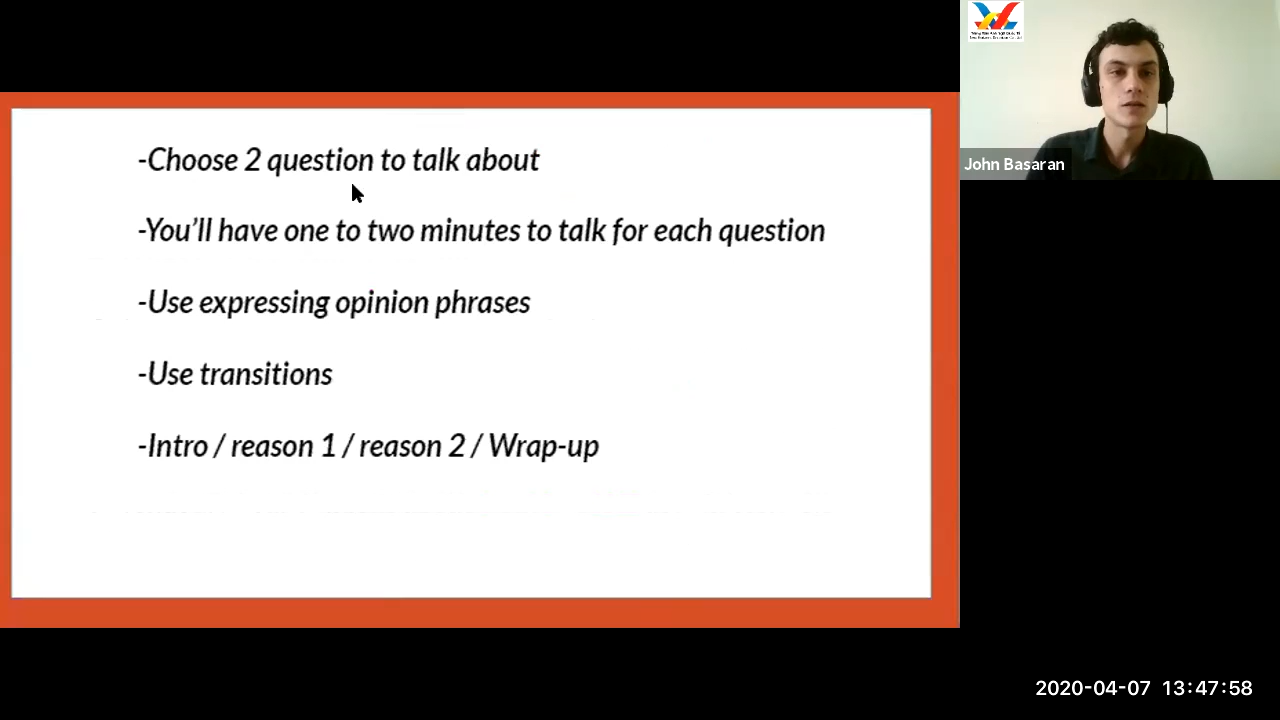 -Choose 2 question to talk about
-You’ll have one to two minutes to talk for each question
-Use expressing opinion phrases
-Use transitions
-Intro / reason 1 / reason 2 / Wrap-up
John Basaran
2020-04-07 13:47:58